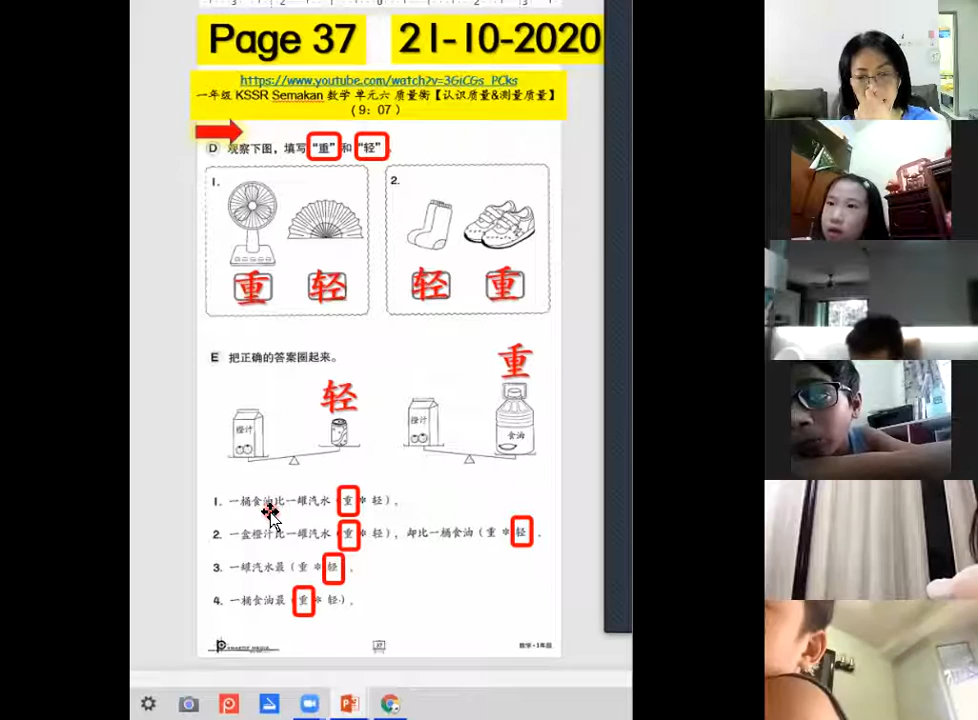 Page 37
21-10-2020
https://www.youtube.com/watch?v=3GiCGs_PCks
一年级 KSSR Semakan 数学 单元六 质量衡【认识质量&测量质量】
(9:07)
D 观察下图，填写“重”和“轻”。
1.
2.
重 轻
轻 重
E 把正确的答案圈起来。
轻
重
橙汁
橙汁
食油
1. 一桶食油比一罐汽水（重 * 轻）。
2. 一盒橙汁比一罐汽水（重 * 轻），却比一桶食油（重 * 轻）。
3. 一罐汽水最（重 * 轻）。
4. 一桶食油最（重 * 轻）。
37
数学·1年级